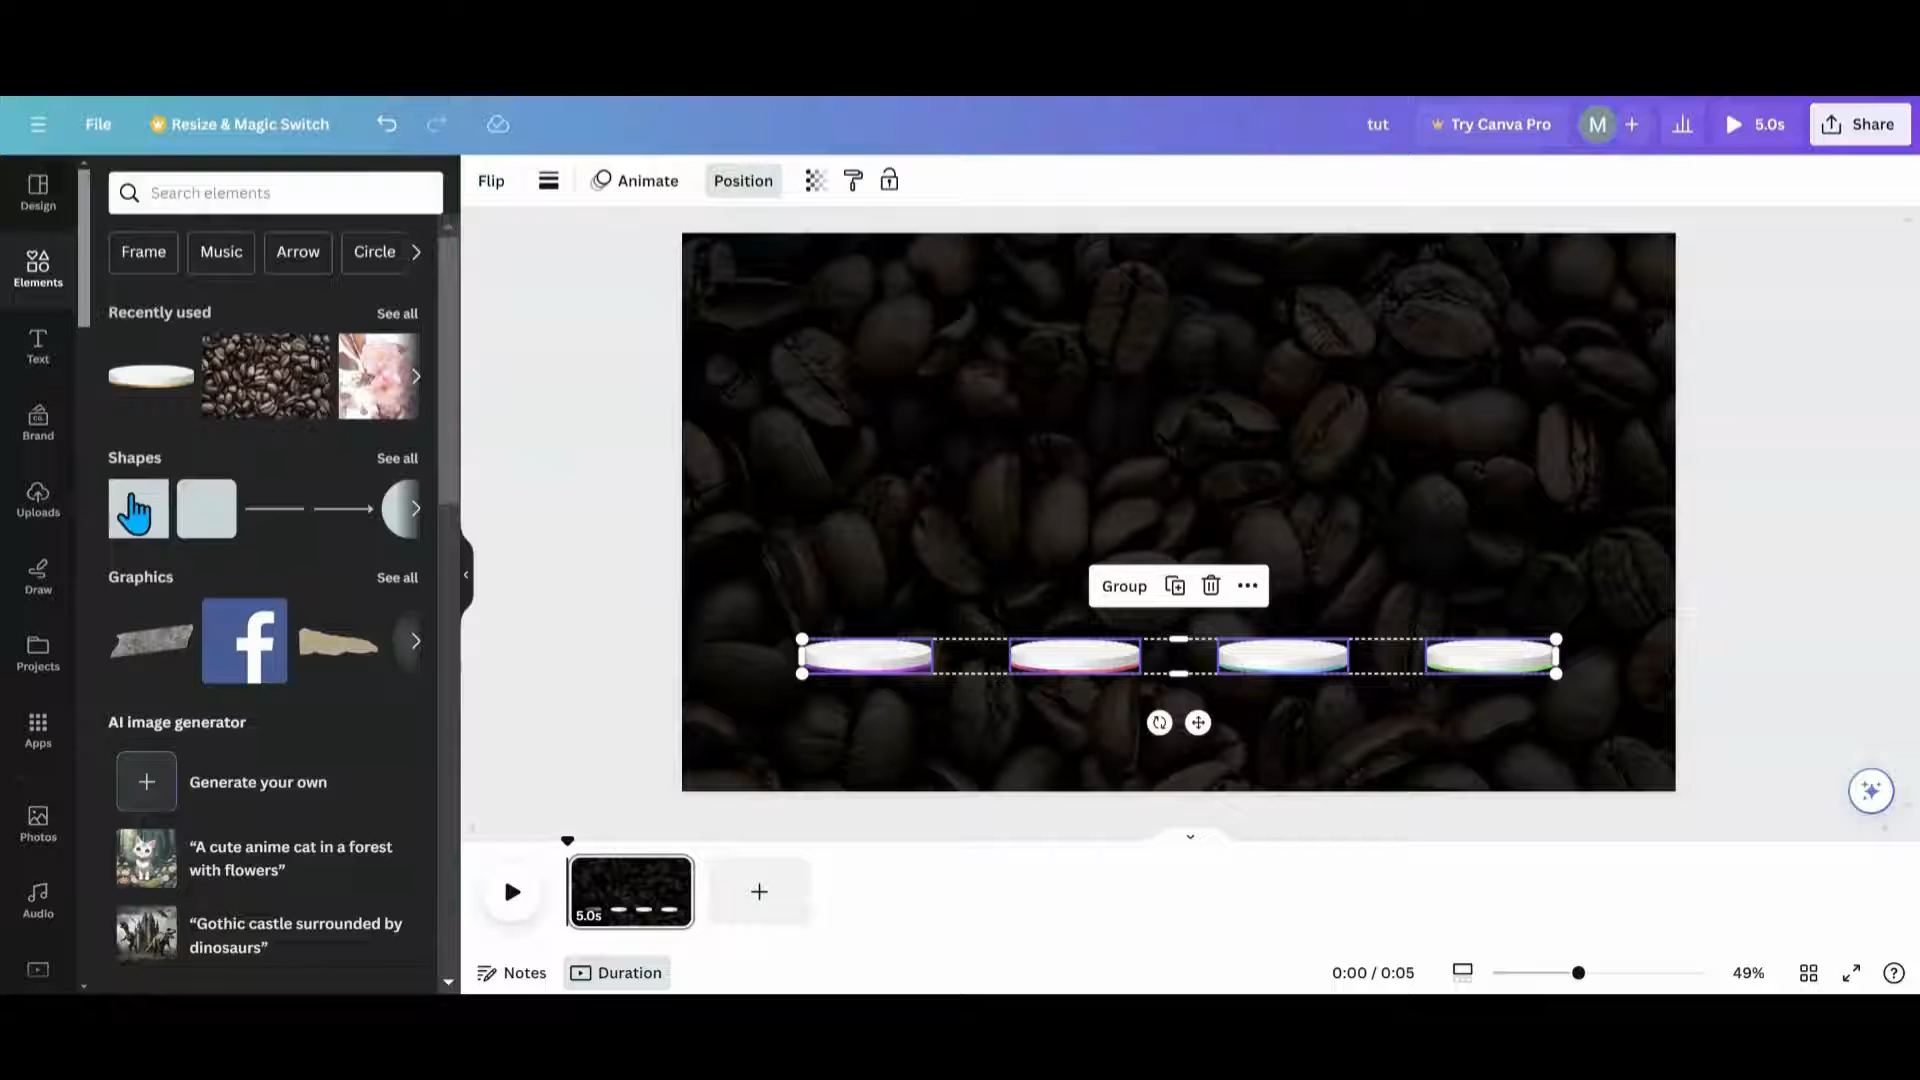 File
Resize & Magic Switch
tut
Try Canva Pro
M
5.0s
Share
Design
Elements
Text
Brand
Uploads
Draw
Projects
Apps
Photos
Audio
Search elements
Frame
Music
Arrow
Circle
Recently used
See all
Shapes
See all
Graphics
See all
AI image generator
Generate your own
“A cute anime cat in a forest
with flowers”
“Gothic castle surrounded by
dinosaurs”
Flip
Animate
Position
Group
5.0s
Notes
Duration
0:00 / 0:05
49%